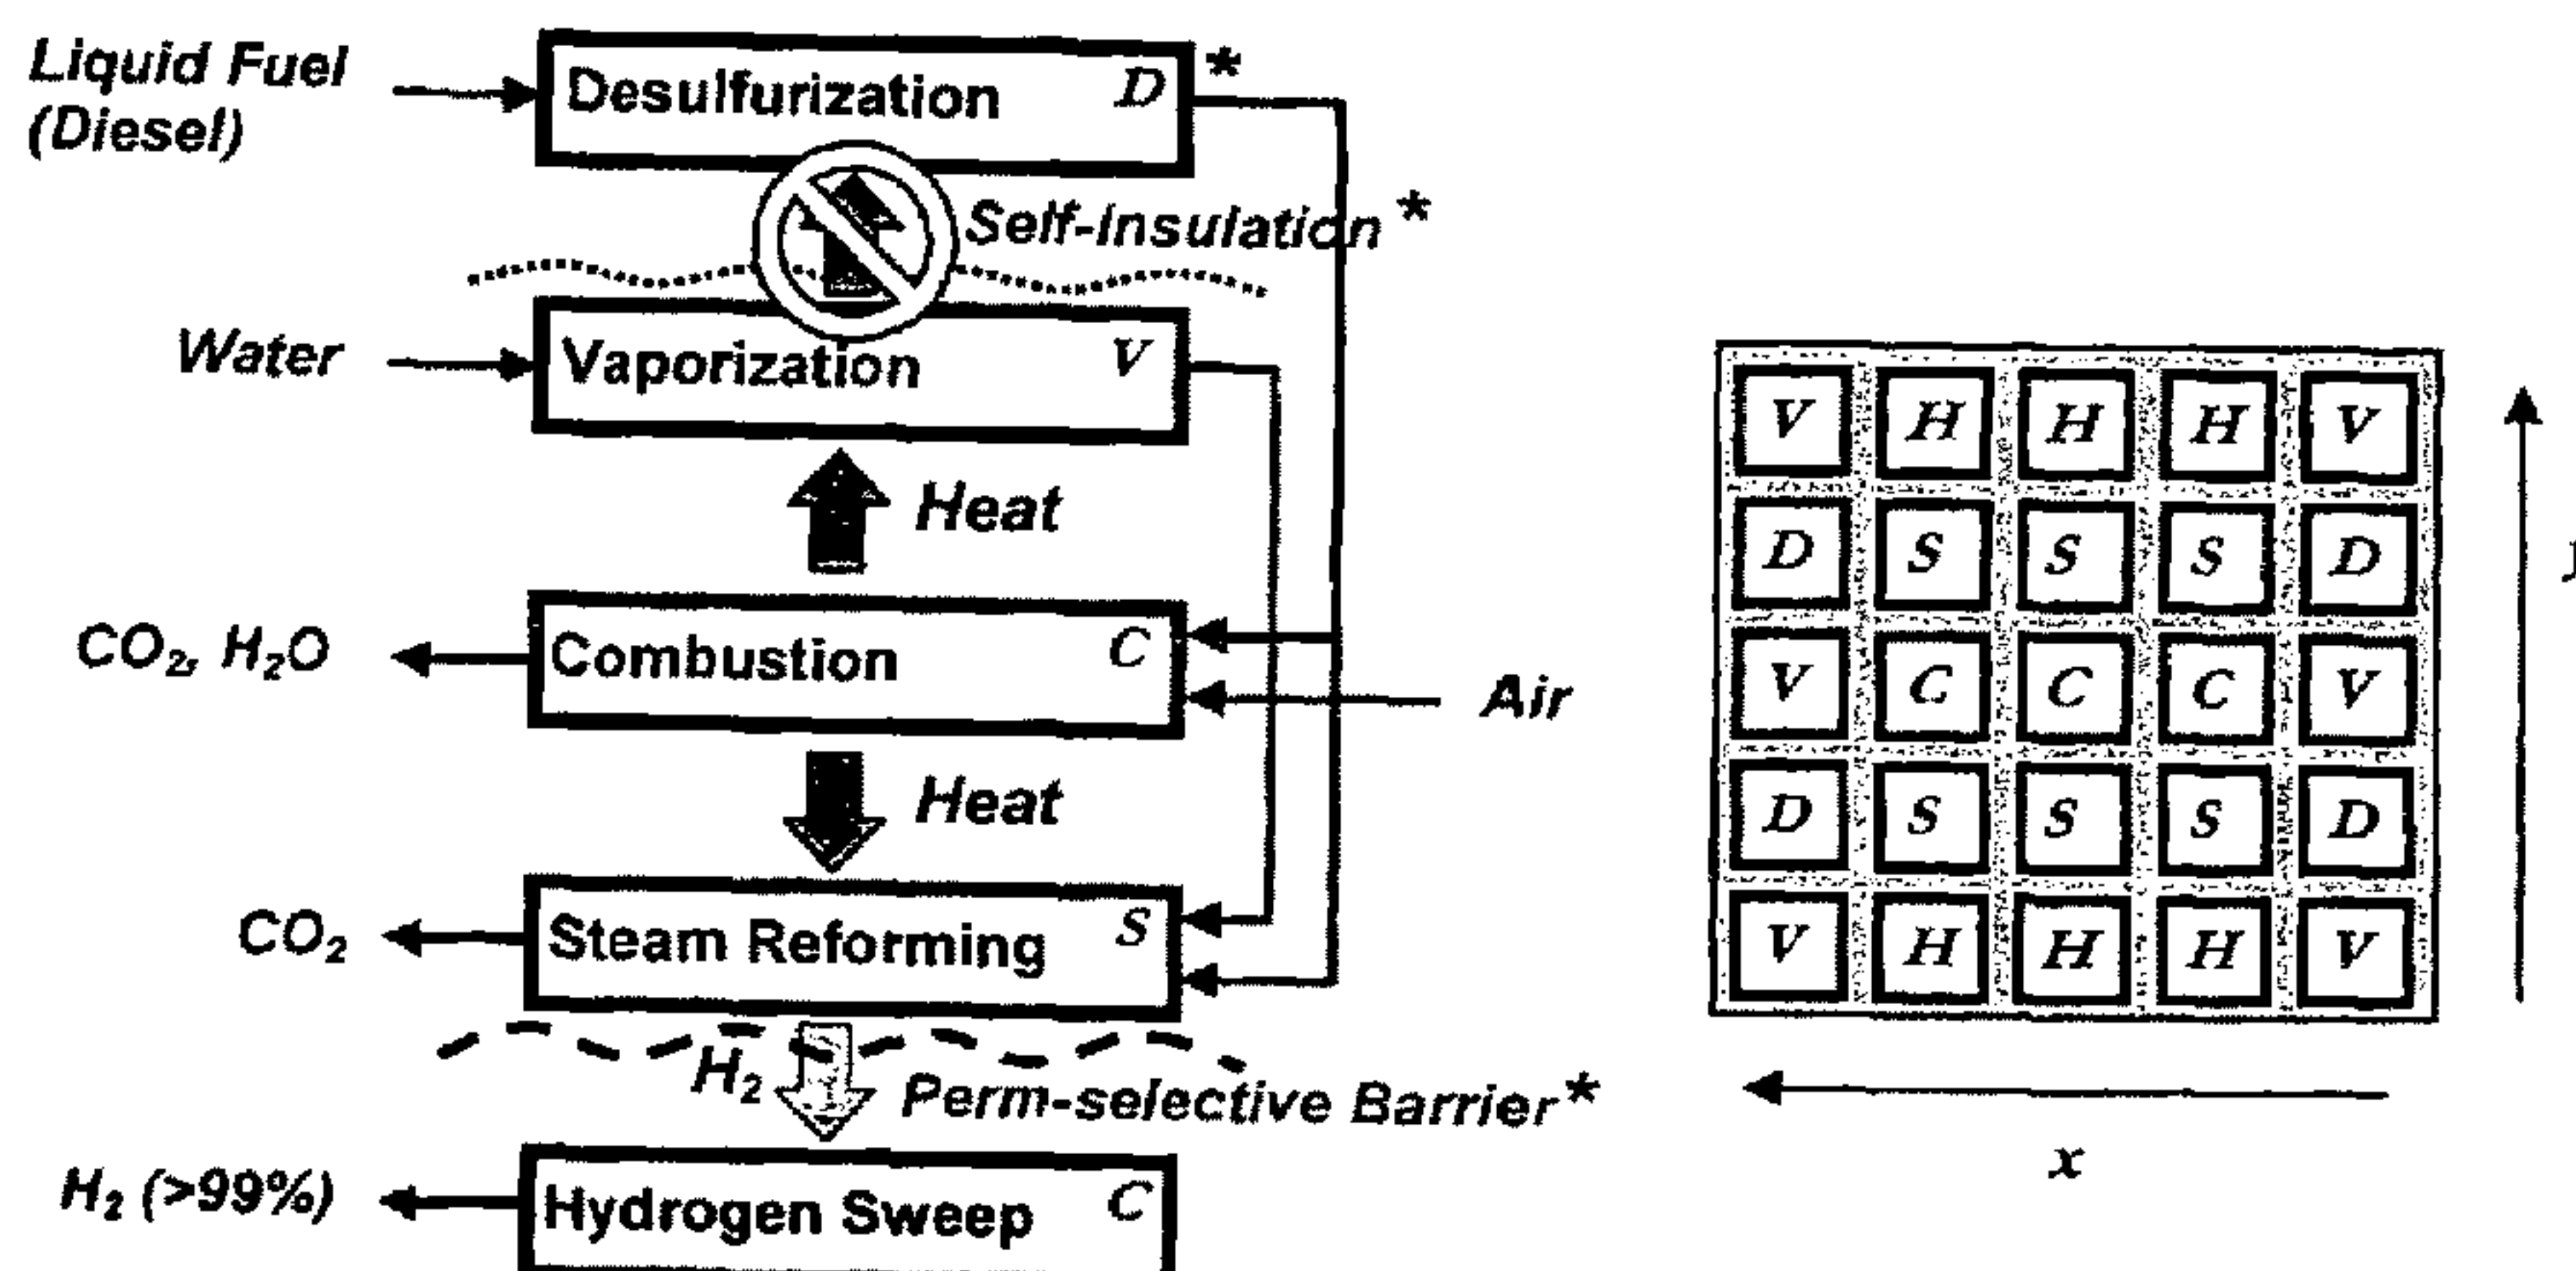 Liquid Fuel
(Diesel)
Desulfurization D *
Self-insulation *
Water
Vaporization V
Heat
CO2, H2O
Combustion C
Air
Heat
CO2
Steam Reforming S
H2
Perm-selective Barrier *
H2 (>99%)
Hydrogen Sweep C
V H H H V
D S S S D
V C C C V
D S S S D
V H H H V
x